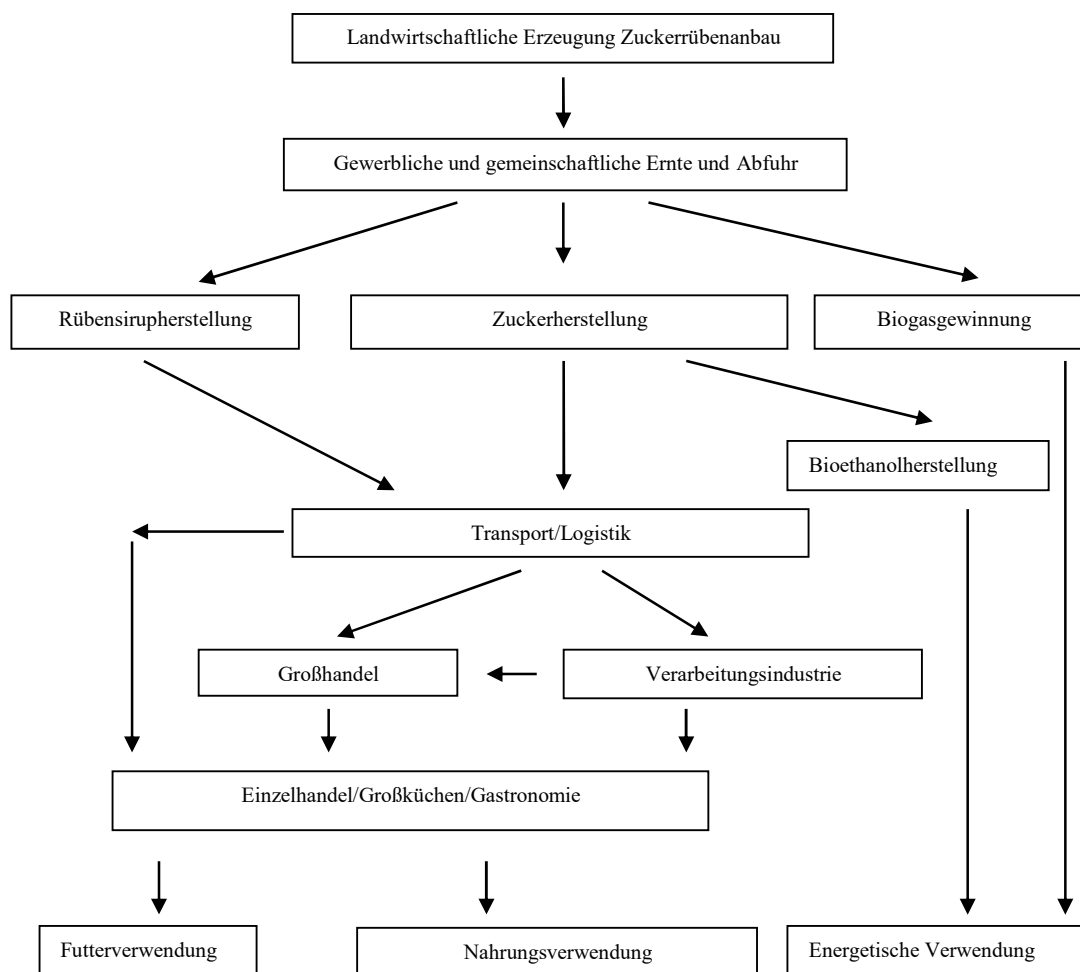 Landwirtschaftliche Erzeugung Zuckerrübenanbau
Gewerbliche und gemeinschaftliche Ernte und Abfuhr
Rübensirupherstellung
Zuckerherstellung
Biogasgewinnung
Bioethanolherstellung
Transport/Logistik
Großhandel
Verarbeitungsindustrie
Einzelhandel/Großküchen/Gastronomie
Futterverwendung
Nahrungsverwendung
Energetische Verwendung